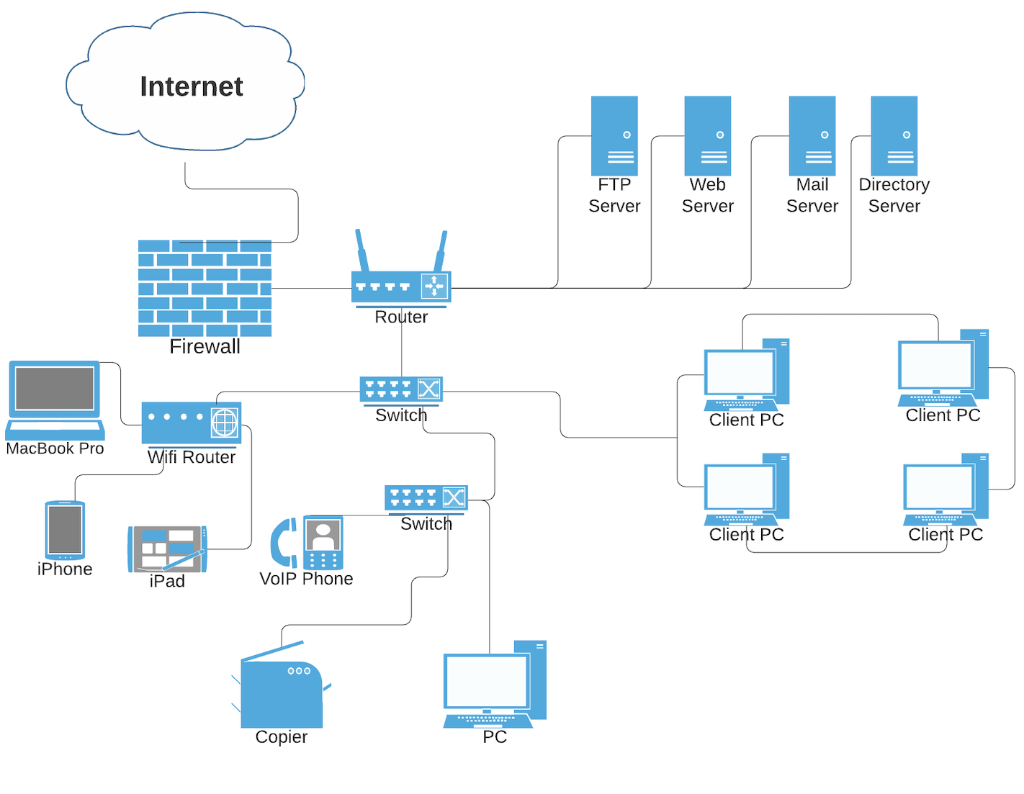 Internet
FTP
Server
Web
Server
Mail
Server
Directory
Server
Router
Firewall
Switch
Client PC
Client PC
MacBook Pro
Wifi Router
Switch
Client PC
Client PC
iPhone
iPad
VoIP Phone
Copier
PC